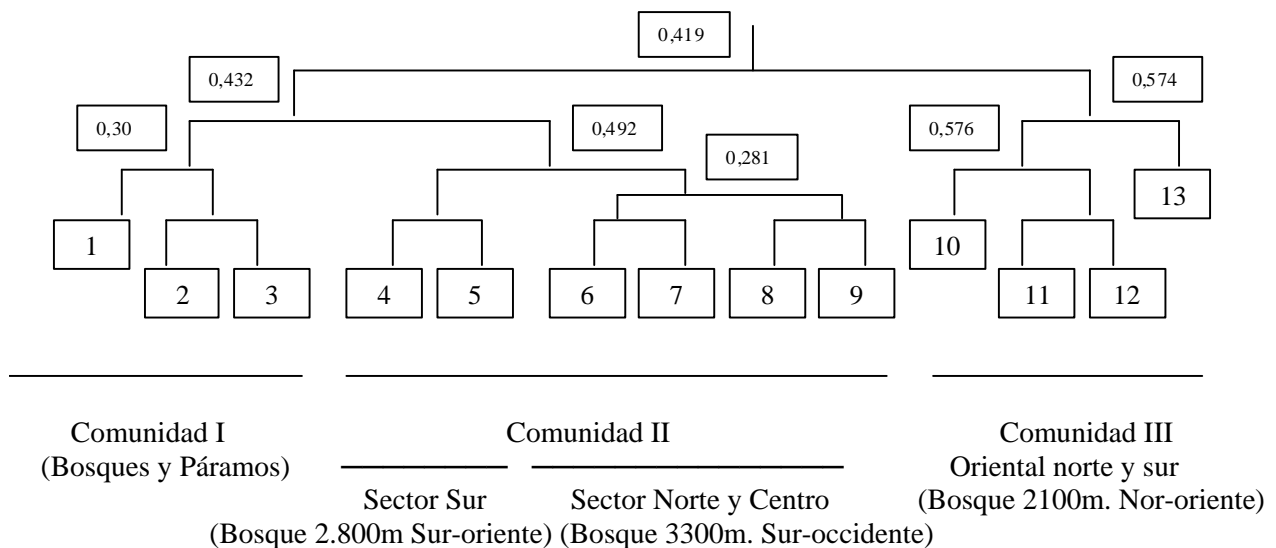 0,419
0,432
0,574
0,30
0,492
0,576
0,281
1
10
13
2
3
4
5
6
7
8
9
11
12
Comunidad I
Comunidad II
Comunidad III
(Bosques y Páramos)
Oriental norte y sur
Sector Sur
Sector Norte y Centro
(Bosque 2100m. Nor-oriente)
(Bosque 2.800m Sur-oriente) (Bosque 3300m. Sur-occidente)